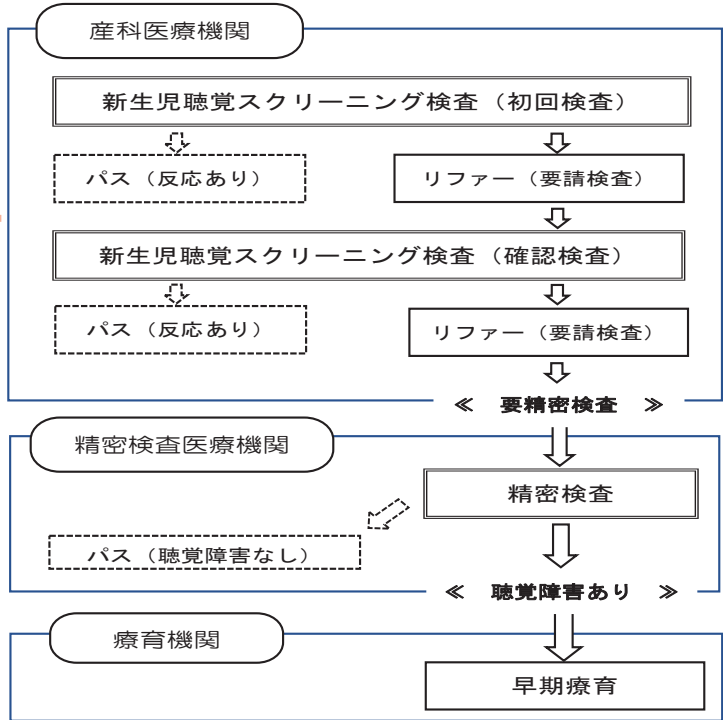 産科医療機関
新生児聴覚スクリーニング検査（初回検査）
パス（反応あり）
リファー（要請検査）
新生児聴覚スクリーニング検査（確認検査）
パス（反応あり）
リファー（要請検査）
≪ 要精密検査 ≫
精密検査医療機関
精密検査
パス（聴覚障害なし）
≪ 聴覚障害あり ≫
療育機関
早期療育